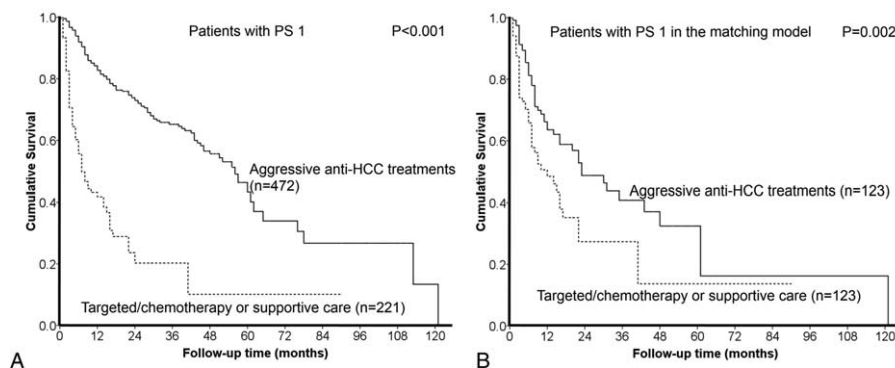 Patients with PS 1
P<0.001
1.0
0.8
0.6
0.4
0.2
0.0
Cumulative Survival
Aggressive anti-HCC treatments
(n=472)
Targeted/chemotherapy or supportive care (n=221)
0 12 24 36 48 60 72 84 96 108 120
Follow-up time (months)
A
Patients with PS 1 in the matching model
P=0.002
1.0
0.8
0.6
0.4
0.2
0.0
Cumulative Survival
Aggressive anti-HCC treatments (n=123)
Targeted/chemotherapy or supportive care (n=123)
0 12 24 36 48 60 72 84 96 108 120
Follow-up time (months)
B